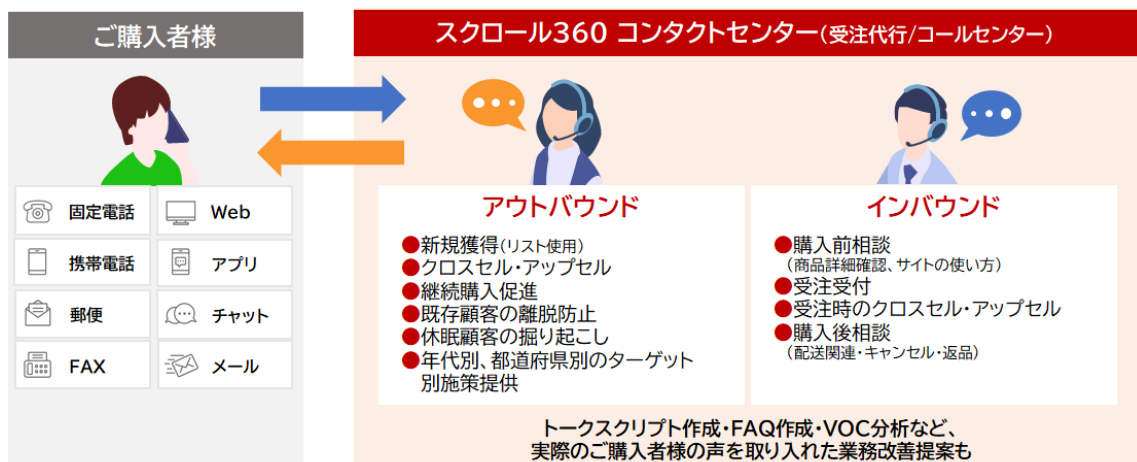 ご購入者様
固定電話
Web
携帯電話
アプリ
郵便
チャット
FAX
メール
スクロール360 コンタクトセンター(受注代行/コールセンター)
アウトバウンド
●新規獲得(リスト使用)
●クロスセル・アップセル
●継続購入促進
●既存顧客の離脱防止
●休眠顧客の掘り起こし
●年代別、都道府県別のターゲット
別施策提供
インバウンド
●購入前相談
(商品詳細確認、サイトの使い方)
●受注受付
●受注時のクロスセル・アップセル
●購入後相談
(配送関連・キャンセル・返品)
トークスクリプト作成・FAQ作成・VOC分析など、
実際のご購入者様の声を取り入れた業務改善提案も